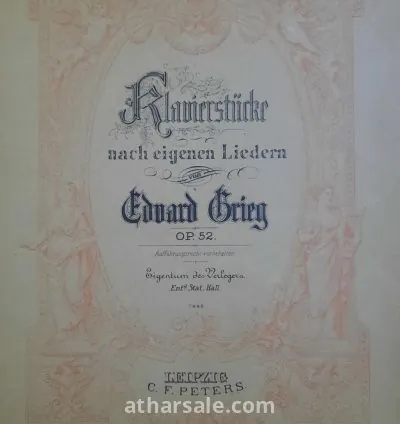 Klavierstücke
nach eigenen Liedern
von
Edvard Grieg
OP. 52.
Aufführungsrecht vorbehalten
Eigentum des Verlegers.
Entd. Stat. Hall.
LEIPZIG
C. F. PETERS
atharsale.com